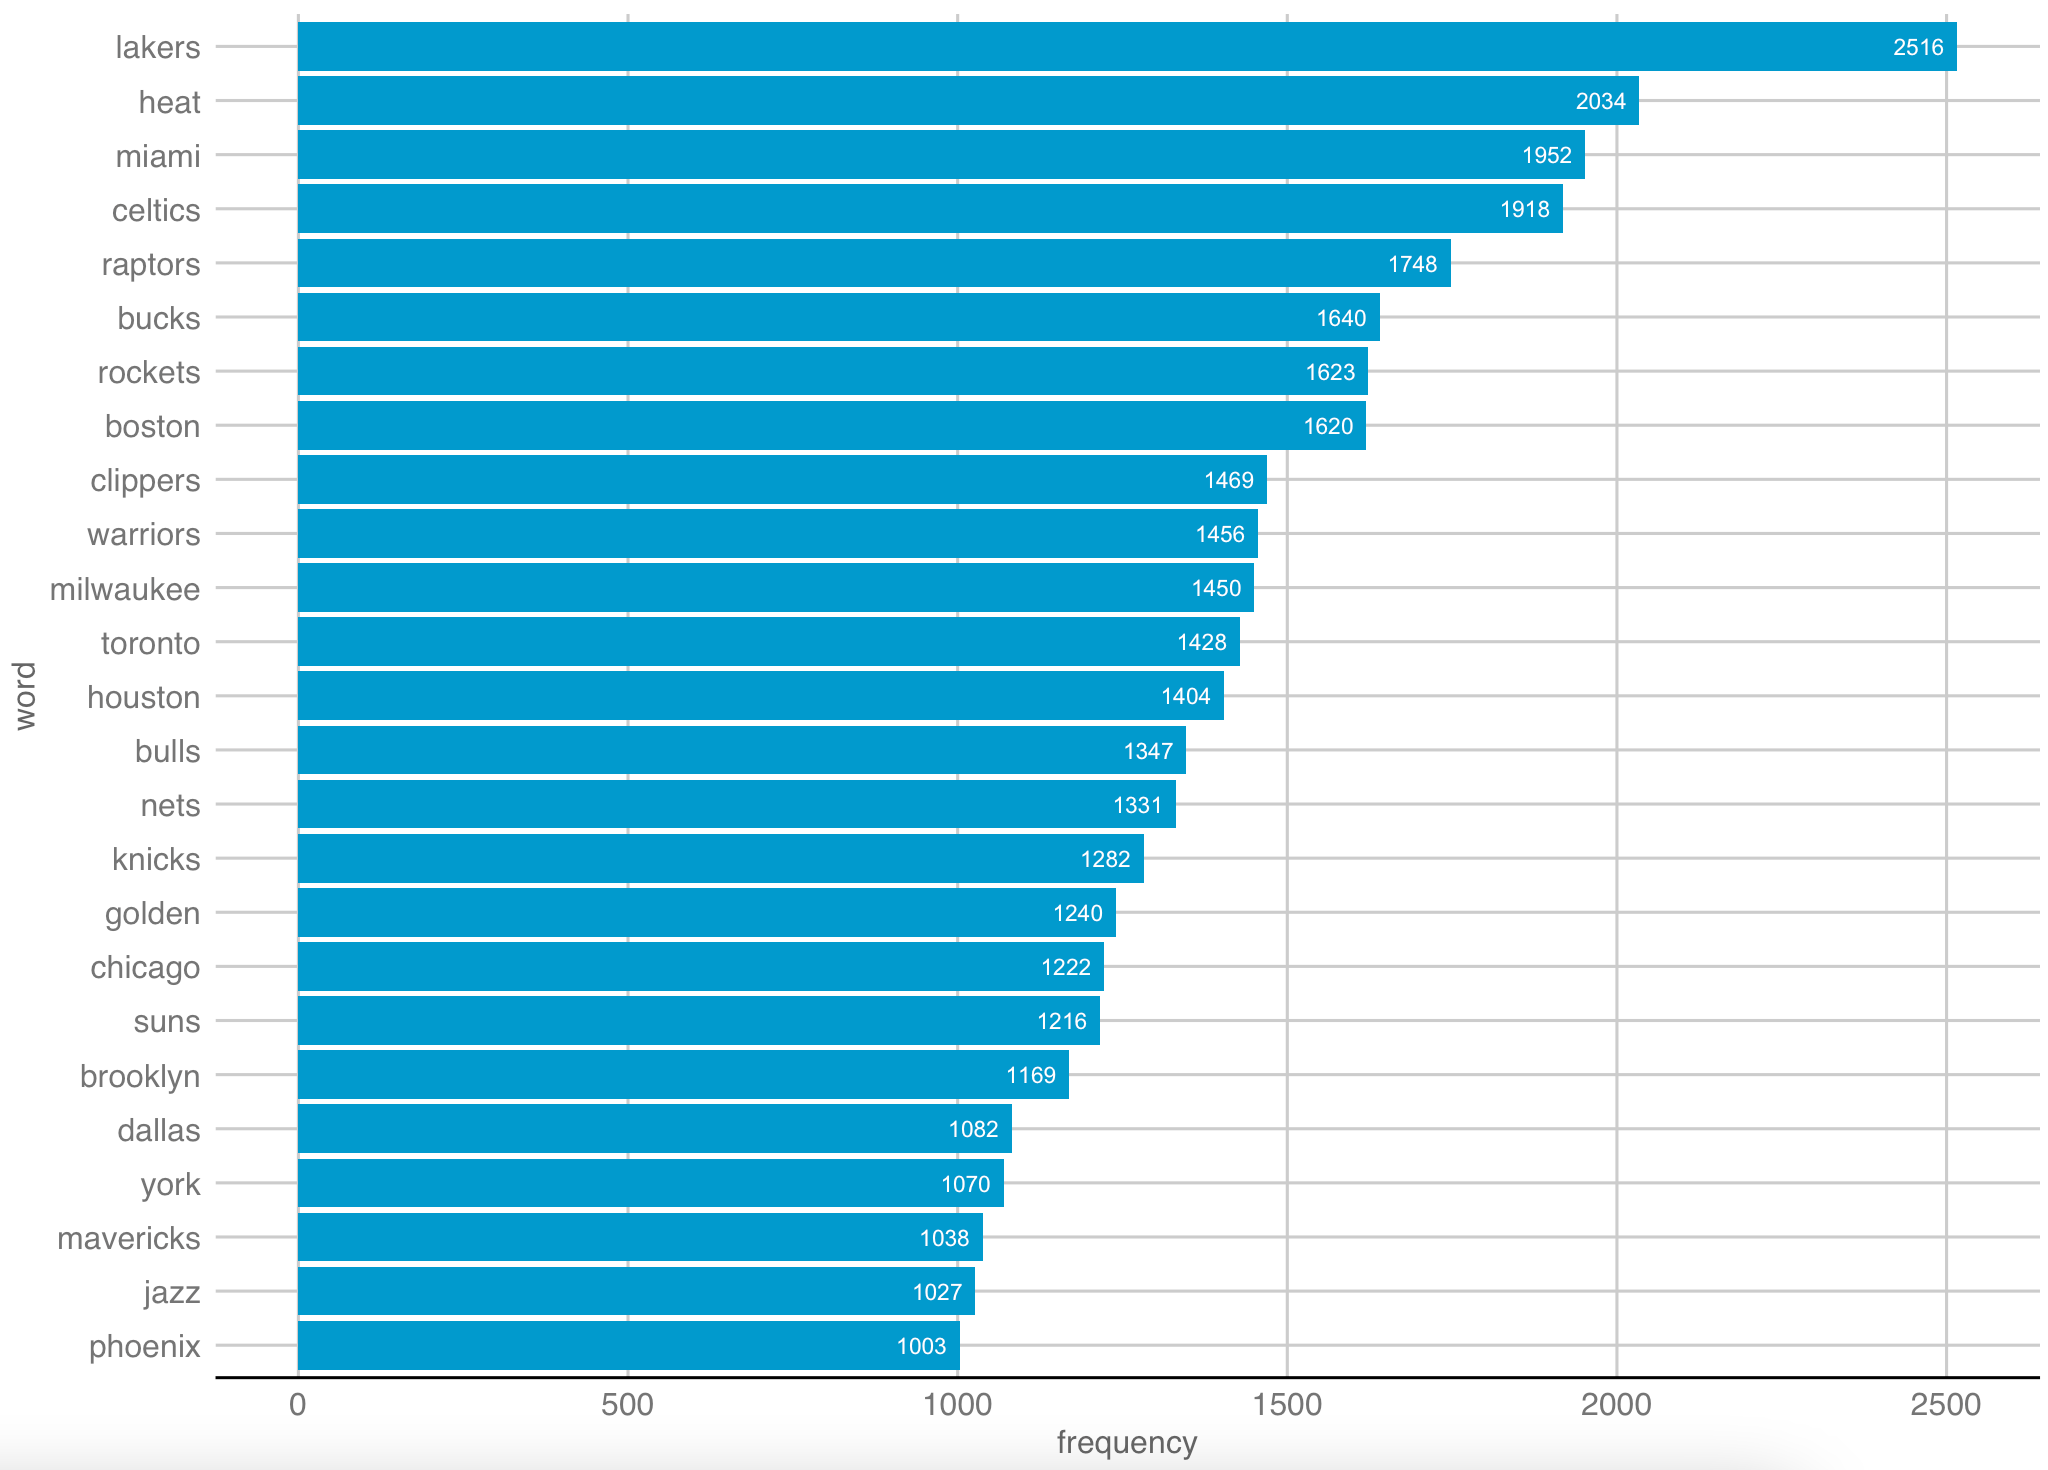 lakers 2516
heat 2034
miami 1952
celtics 1918
raptors 1748
bucks 1640
rockets 1623
boston 1620
clippers 1469
warriors 1456
milwaukee 1450
toronto 1428
houston 1404
bulls 1347
nets 1331
knicks 1282
golden 1240
chicago 1222
suns 1216
brooklyn 1169
dallas 1082
york 1070
mavericks 1038
jazz 1027
phoenix 1003
word
0 500 1000 1500 2000 2500
frequency